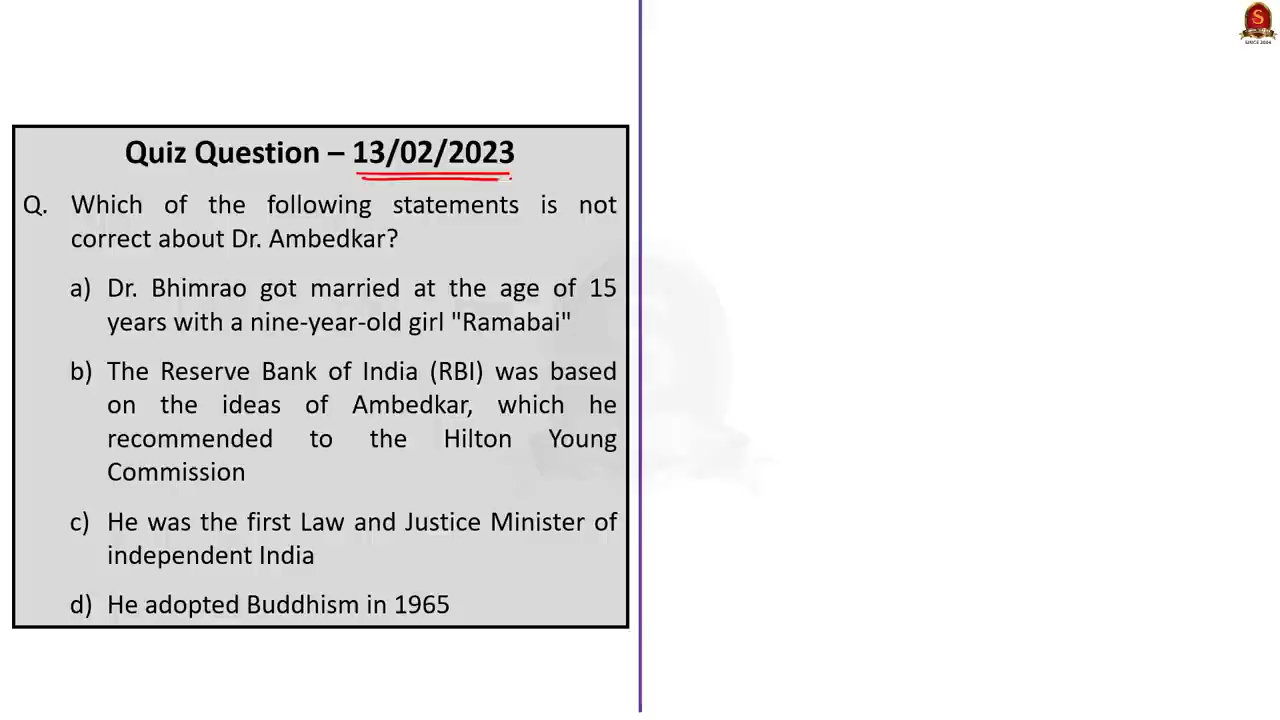 S
SINCE 2004
Quiz Question – 13/02/2023
Q. Which of the following statements is not
correct about Dr. Ambedkar?
a) Dr. Bhimrao got married at the age of 15
years with a nine-year-old girl "Ramabai"
b) The Reserve Bank of India (RBI) was based
on the ideas of Ambedkar, which he
recommended to the Hilton Young
Commission
c) He was the first Law and Justice Minister of
independent India
d) He adopted Buddhism in 1965